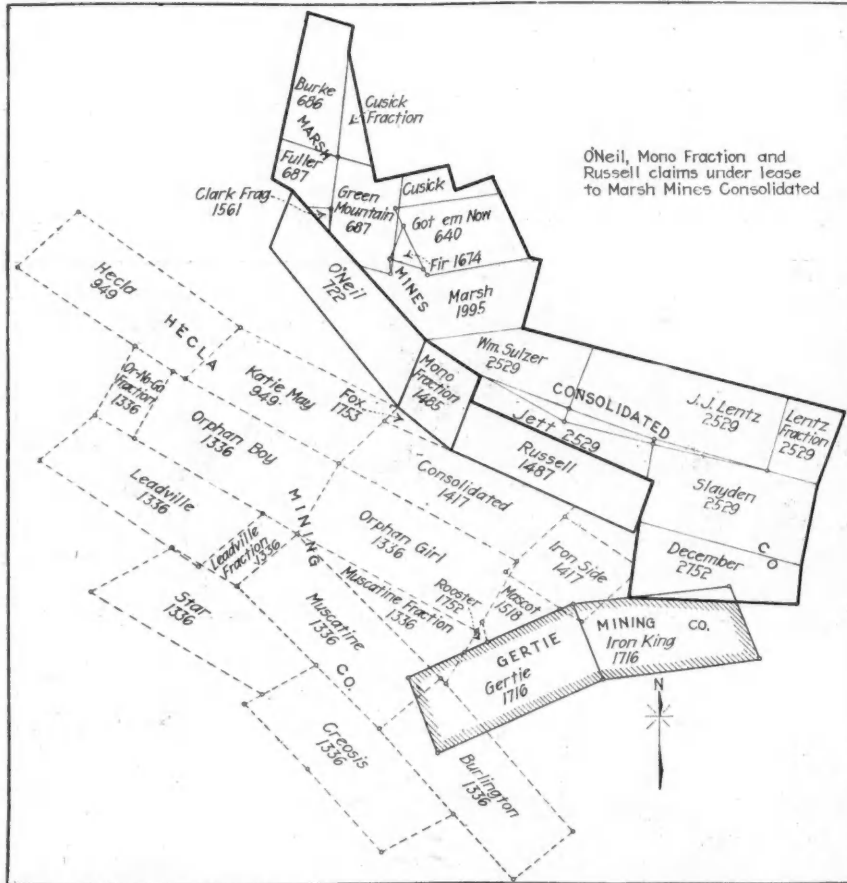 Burke
686
Cusick
Fraction
MARSH
Fuller
687
O'Neil, Mono Fraction and
Russell claims under lease
to Marsh Mines Consolidated
Clark Frag
1561
Green
Mountain
687
Cusick
Got em Now
640
Fir 1674
MINES
Marsh
1995
O'Neil
722
Hecla
949
HECLA
Wm. Sulzer
2529
CONSOLIDATED
J.J. Lentz
2529
Lentz
Fraction
2529
Mono
Fraction
1485
Jett 2529
Russell
1487
Katie May
949
Fox
1753
Or-No-Go
Fraction
1336
Orphan Boy
1336
Leadville
1336
Consolidated
1417
Slayden
2529
CO
December
2752
MINING
Orphan Girl
1336
Iron Side
1417
Leadville
Fraction
1336
Muscatine Fraction
1336
Rooster
1752
Mascot
1518
Star
1336
Muscatine
1336
CO.
GERTIE
MINING CO.
Gertie
1716
Iron King
1716
N
Creosis
1336
Burlington
1336